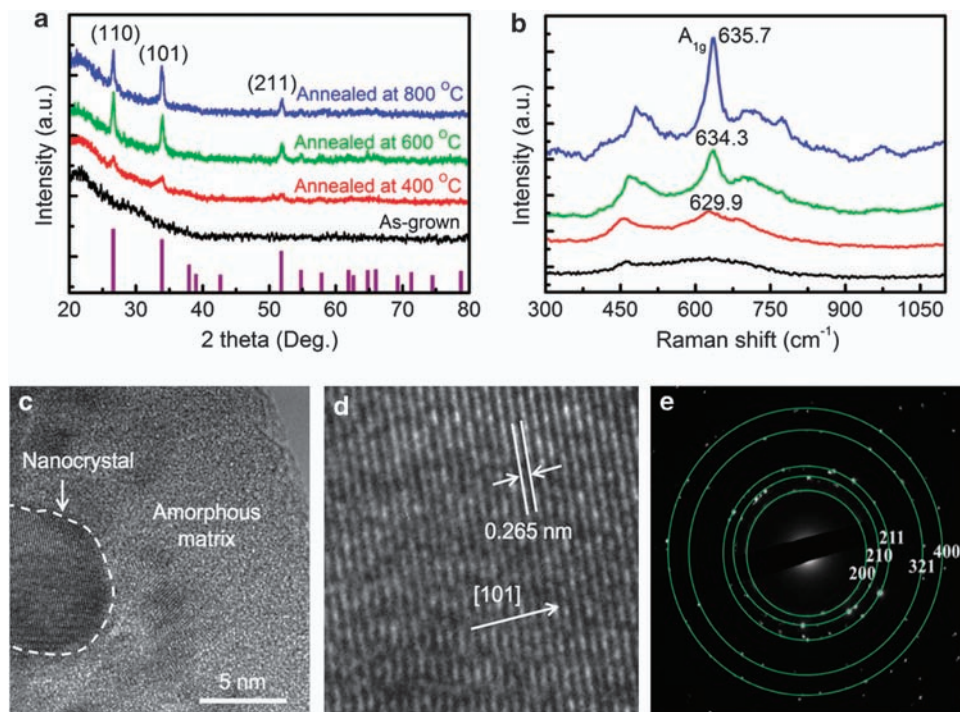 a
(110)
(101)
(211)
Annealed at 800 °C
Annealed at 600 °C
Annealed at 400 °C
As-grown
Intensity (a.u.)
20 30 40 50 60 70 80
2 theta (Deg.)
b
A1g 635.7
634.3
629.9
Intensity (a.u.)
300 450 600 750 900 1050
Raman shift (cm⁻¹)
c
Nanocrystal
Amorphous
matrix
5 nm
d
0.265 nm
[101]
e
211
210
200
321
400